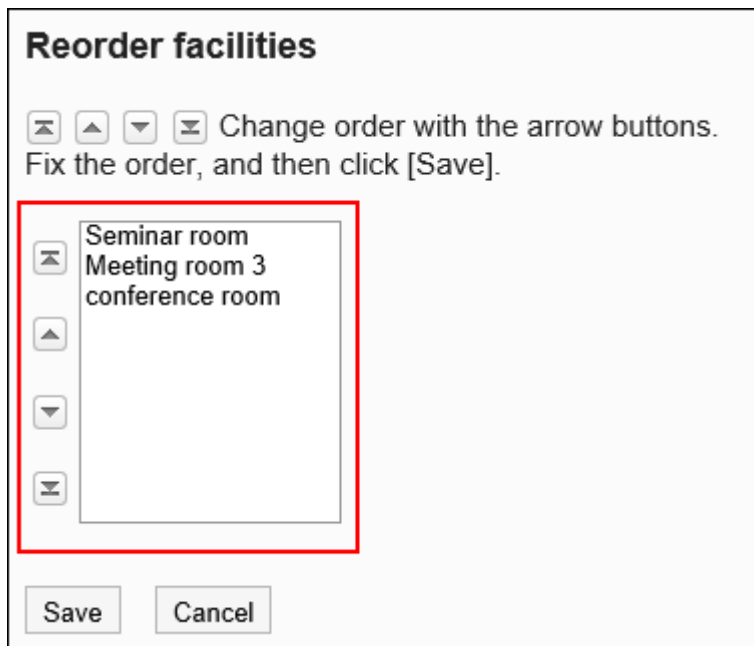 Reorder facilities
Change order with the arrow buttons.
Fix the order, and then click [Save].
Seminar room
Meeting room 3
conference room
Save Cancel